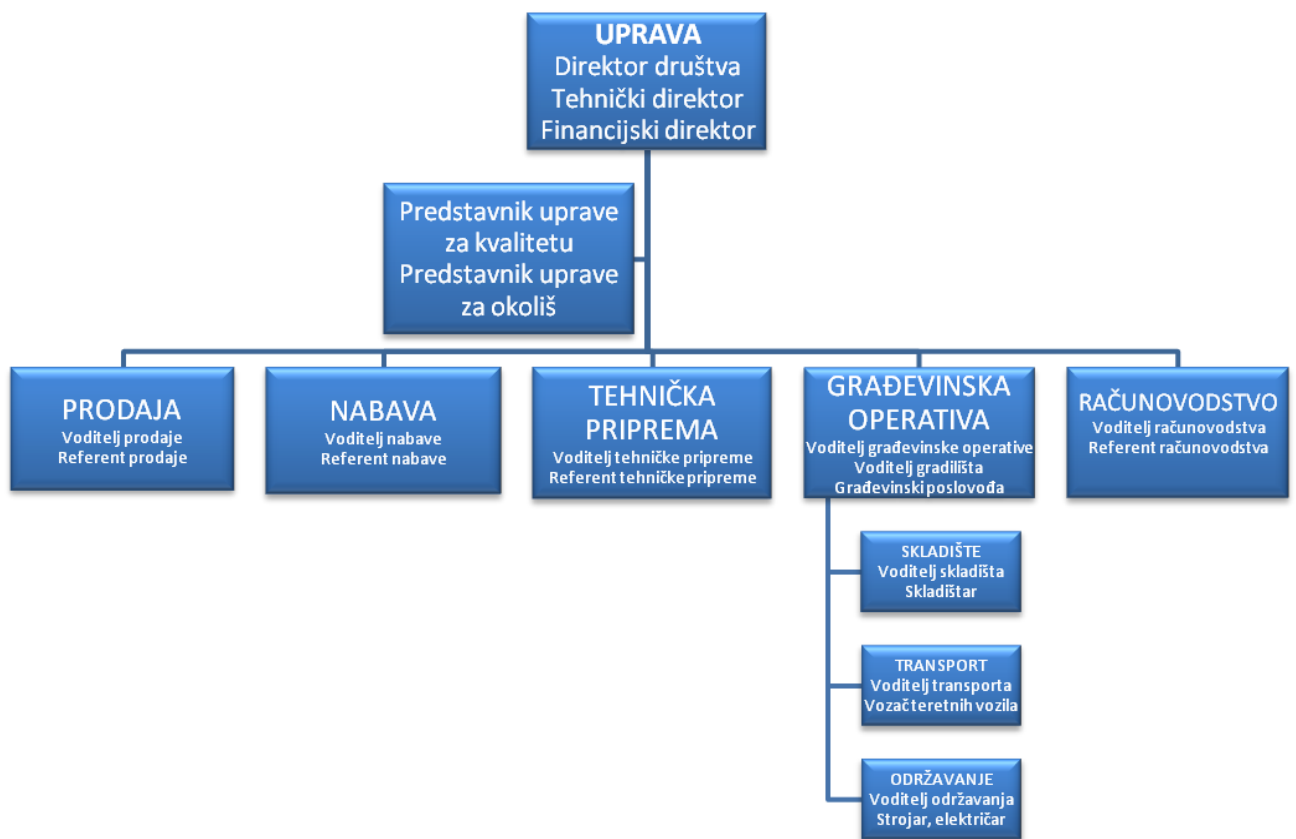 UPRAVA
Direktor društva
Tehnički direktor
Financijski direktor
Predstavnik uprave
za kvalitetu
Predstavnik uprave
za okoliš
PRODAJA
Voditelj prodaje
Referent prodaje
NABAVA
Voditelj nabave
Referent nabave
TEHNIČKA
PRIPREMA
Voditelj tehničke pripreme
Referent tehničke pripreme
GRAĐEVINSKA
OPERATIVA
Voditelj građevinske operative
Voditelj gradilišta
Građevinski poslovođa
RAČUNOVODSTVO
Voditelj računovodstva
Referent računovodstva
SKLADIŠTE
Voditelj skladišta
Skladištar
TRANSPORT
Voditelj transporta
Vozač teretnih vozila
ODRŽAVANJE
Voditelj održavanja
Strojar, električar